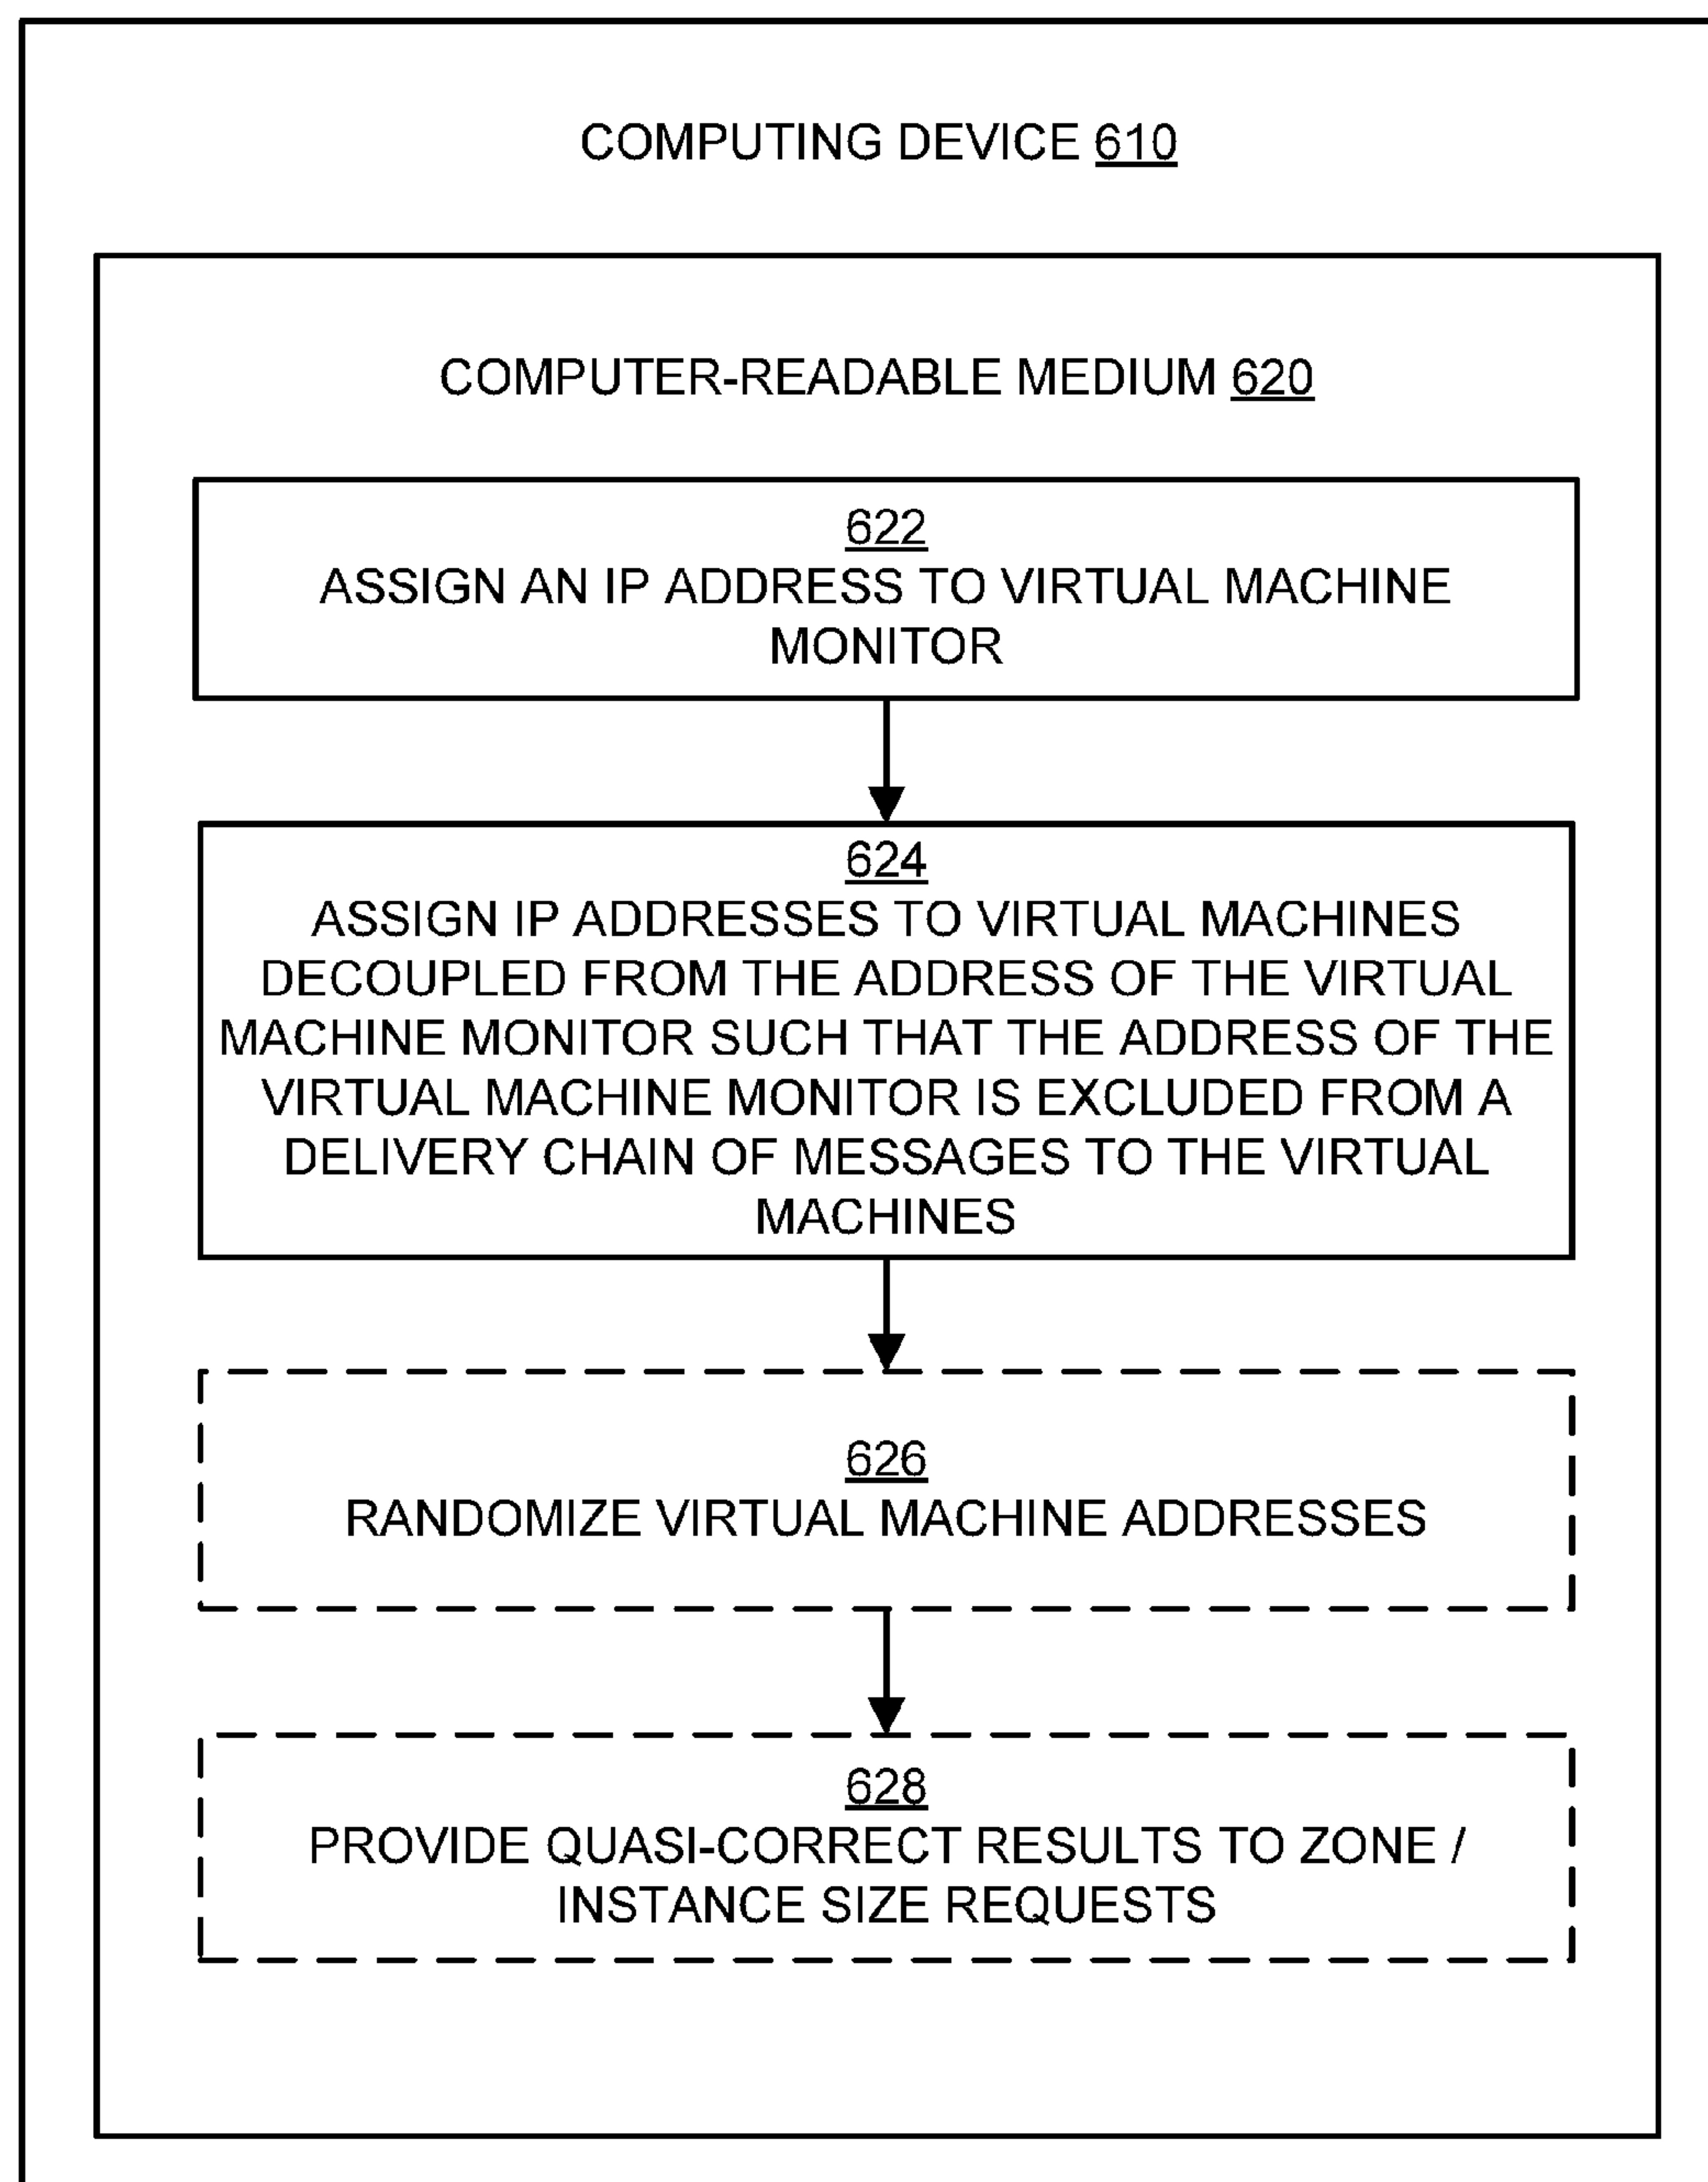 COMPUTING DEVICE 610
COMPUTER-READABLE MEDIUM 620
622
ASSIGN AN IP ADDRESS TO VIRTUAL MACHINE
MONITOR
624
ASSIGN IP ADDRESSES TO VIRTUAL MACHINES
DECOUPLED FROM THE ADDRESS OF THE VIRTUAL
MACHINE MONITOR SUCH THAT THE ADDRESS OF THE
VIRTUAL MACHINE MONITOR IS EXCLUDED FROM A
DELIVERY CHAIN OF MESSAGES TO THE VIRTUAL
MACHINES
626
RANDOMIZE VIRTUAL MACHINE ADDRESSES
628
PROVIDE QUASI-CORRECT RESULTS TO ZONE /
INSTANCE SIZE REQUESTS